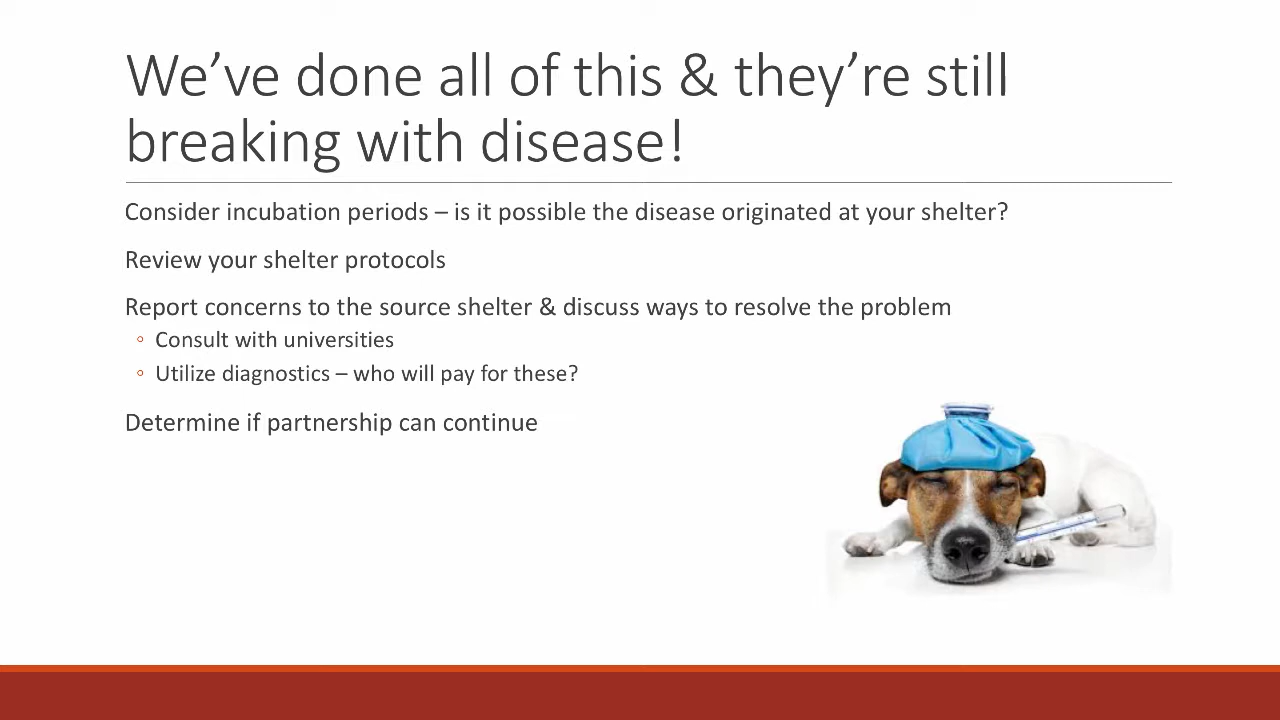 We’ve done all of this & they’re still
breaking with disease!
Consider incubation periods – is it possible the disease originated at your shelter?
Review your shelter protocols
Report concerns to the source shelter & discuss ways to resolve the problem
◦ Consult with universities
◦ Utilize diagnostics – who will pay for these?
Determine if partnership can continue